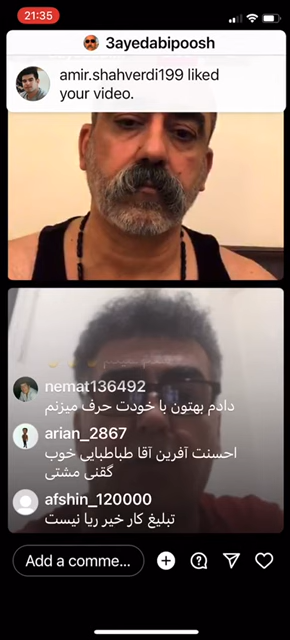 21:35
3ayedabipoosh
amir.shahverdi199 liked
your video.
nemat136492
دادم بهتون با خودت حرف میزنم
arian_2867
احسنت آفرین آقا طباطبایی خوب
گفتی مشتی
afshin_120000
تبلیغ کار خیر ریا نیست
Add a comme...